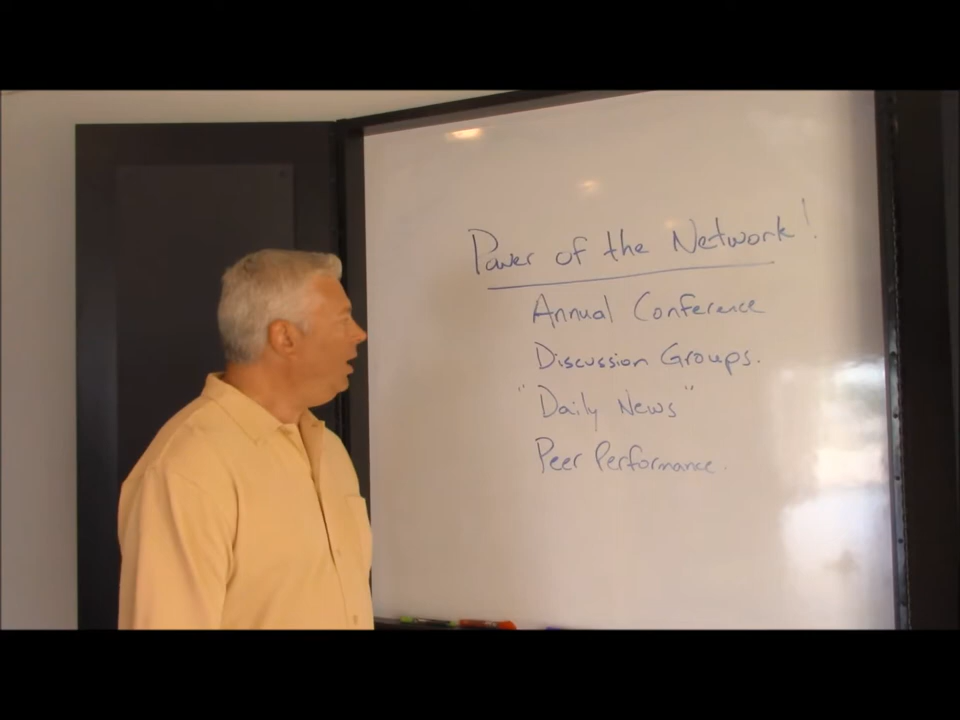 Power of the Network!
Annual Conference
Discussion Groups.
"Daily News"
Peer Performance.